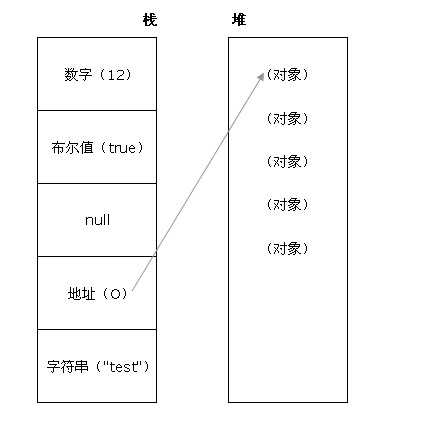 栈
堆
数字（12）
布尔值（true）
null
地址（O）
字符串（"test"）
（对象）
（对象）
（对象）
（对象）
（对象）